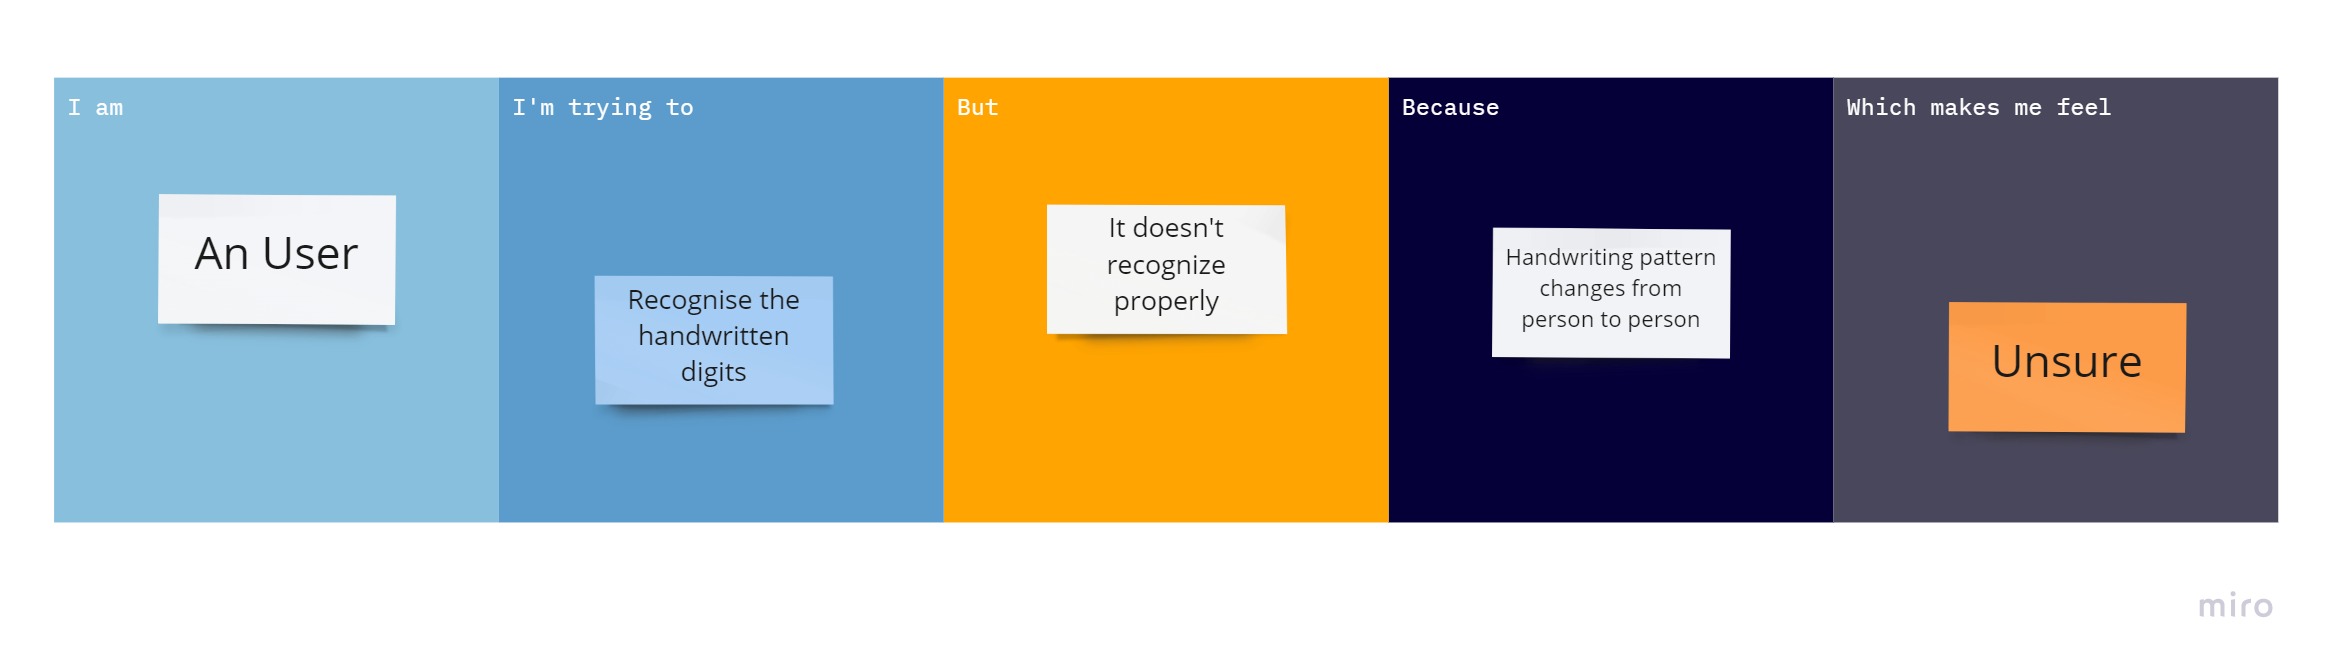 I am
An User
I'm trying to
Recognise the
handwritten
digits
But
It doesn't
recognize
properly
Because
Handwriting pattern
changes from
person to person
Which makes me feel
Unsure
miro